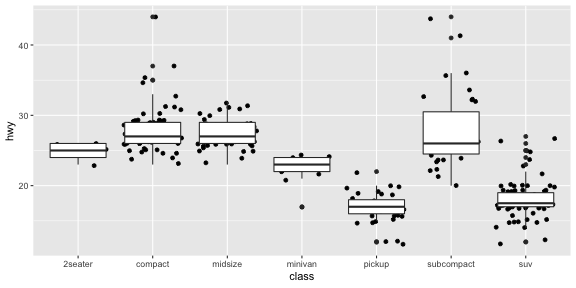 40
30
20
hwy
2seater compact midsize minivan pickup subcompact suv
class